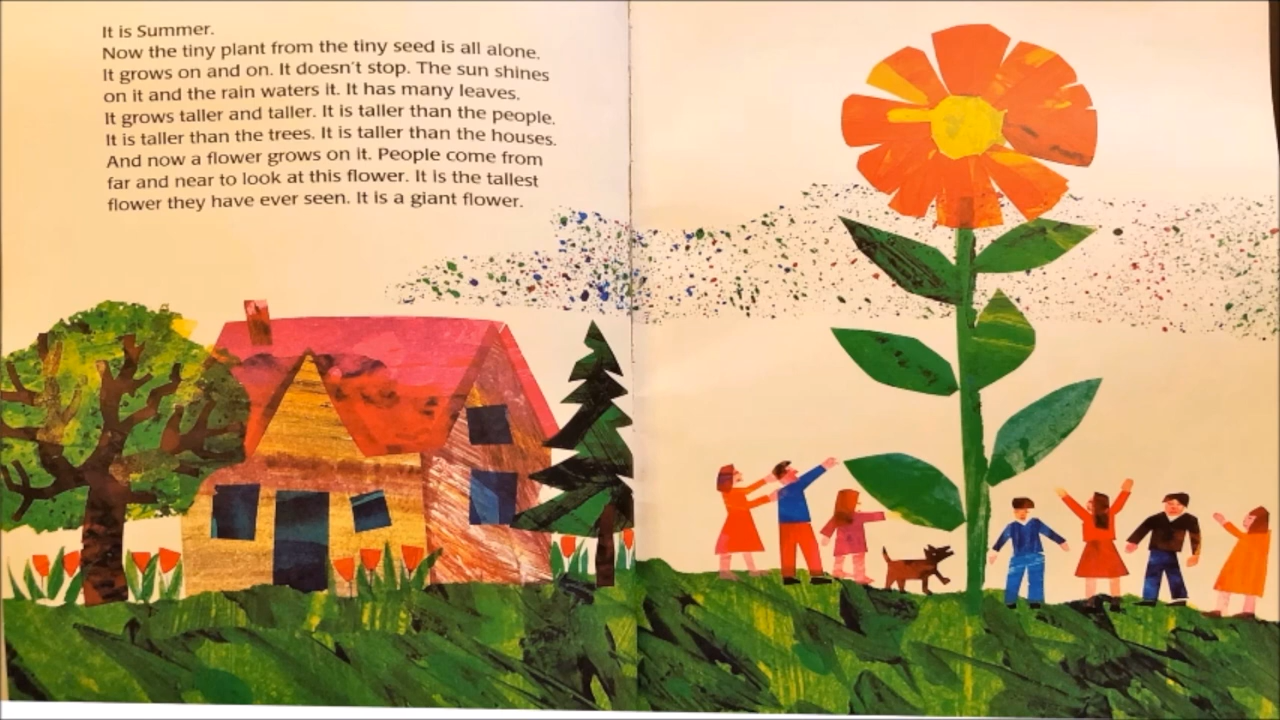 It is Summer.
Now the tiny plant from the tiny seed is all alone.
It grows on and on. It doesn't stop. The sun shines
on it and the rain waters it. It has many leaves.
It grows taller and taller. It is taller than the people.
It is taller than the trees. It is taller than the houses.
And now a flower grows on it. People come from
far and near to look at this flower. It is the tallest
flower they have ever seen. It is a giant flower.